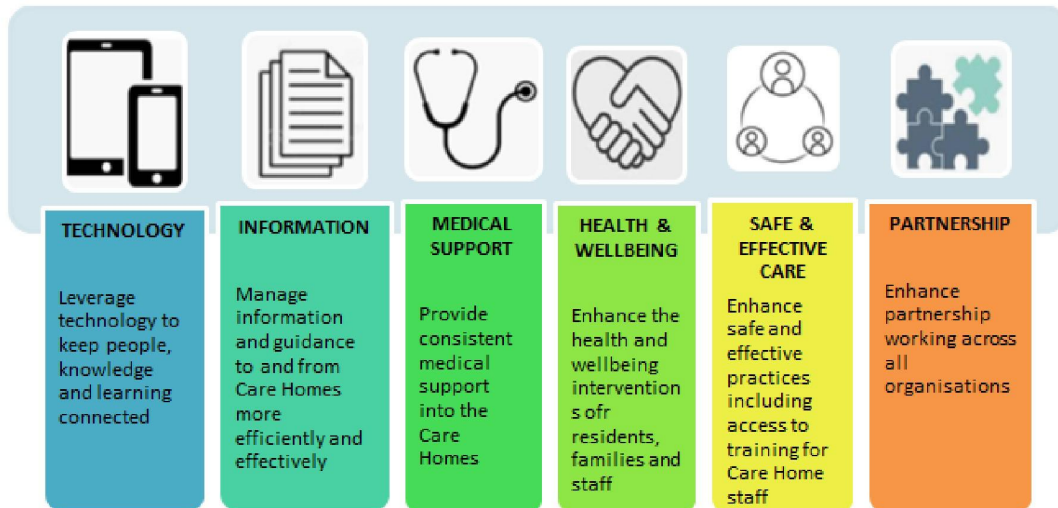 TECHNOLOGY
Leverage
technology to
keep people,
knowledge
and learning
connected
INFORMATION
Manage
information
and guidance
to and from
Care Homes
more
efficiently and
effectively
MEDICAL
SUPPORT
Provide
consistent
medical
support
into the
Care
Homes
HEALTH &
WELLBEING
Enhance the
health and
wellbeing
intervention
s ofr
residents,
families and
staff
SAFE &
EFFECTIVE
CARE
Enhance
safe and
effective
practices
including
access to
training for
Care Home
staff
PARTNERSHIP
Enhance
partnership
working across
all
organisations